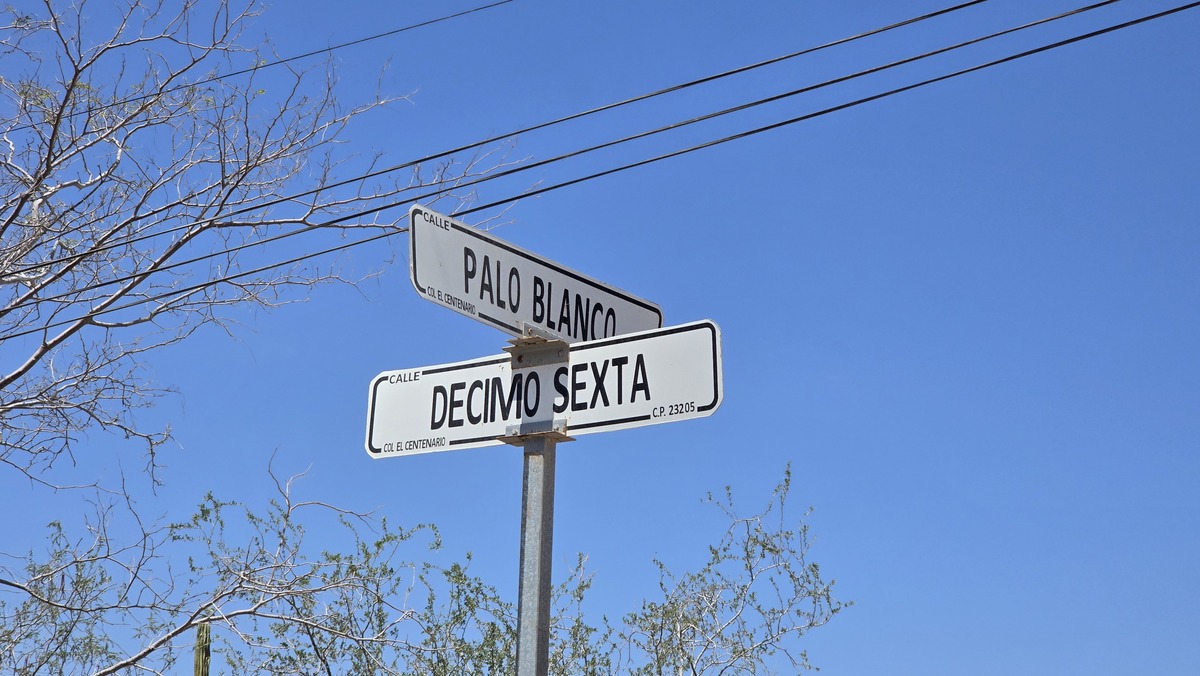 CALLE
PALO BLANCO
COL EL CENTENARIO
CALLE
DECIMO SEXTA
COL EL CENTENARIO
C.P. 23205